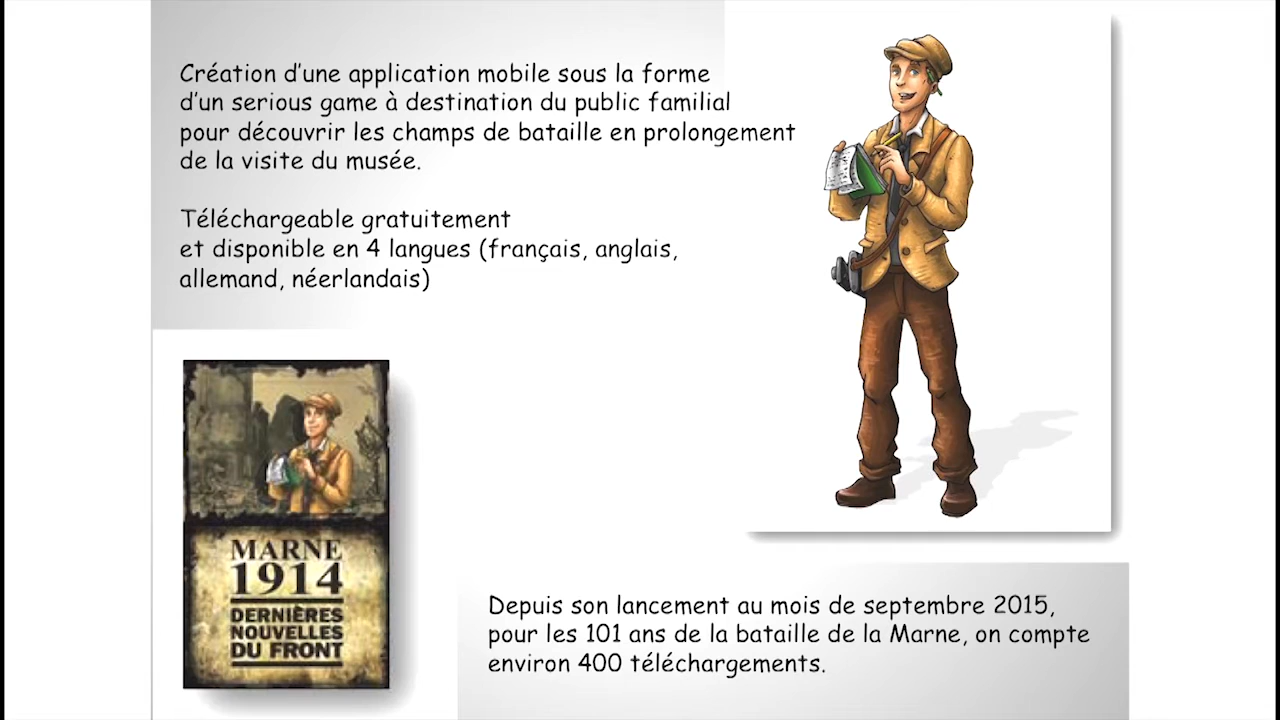 Création d'une application mobile sous la forme
d'un serious game à destination du public familial
pour découvrir les champs de bataille en prolongement
de la visite du musée.
Téléchargeable gratuitement
et disponible en 4 langues (français, anglais,
allemand, néerlandais)
MARNE
1914
DERNIÈRES
NOUVELLES
DU FRONT
Depuis son lancement au mois de septembre 2015,
pour les 101 ans de la bataille de la Marne, on compte
environ 400 téléchargements.